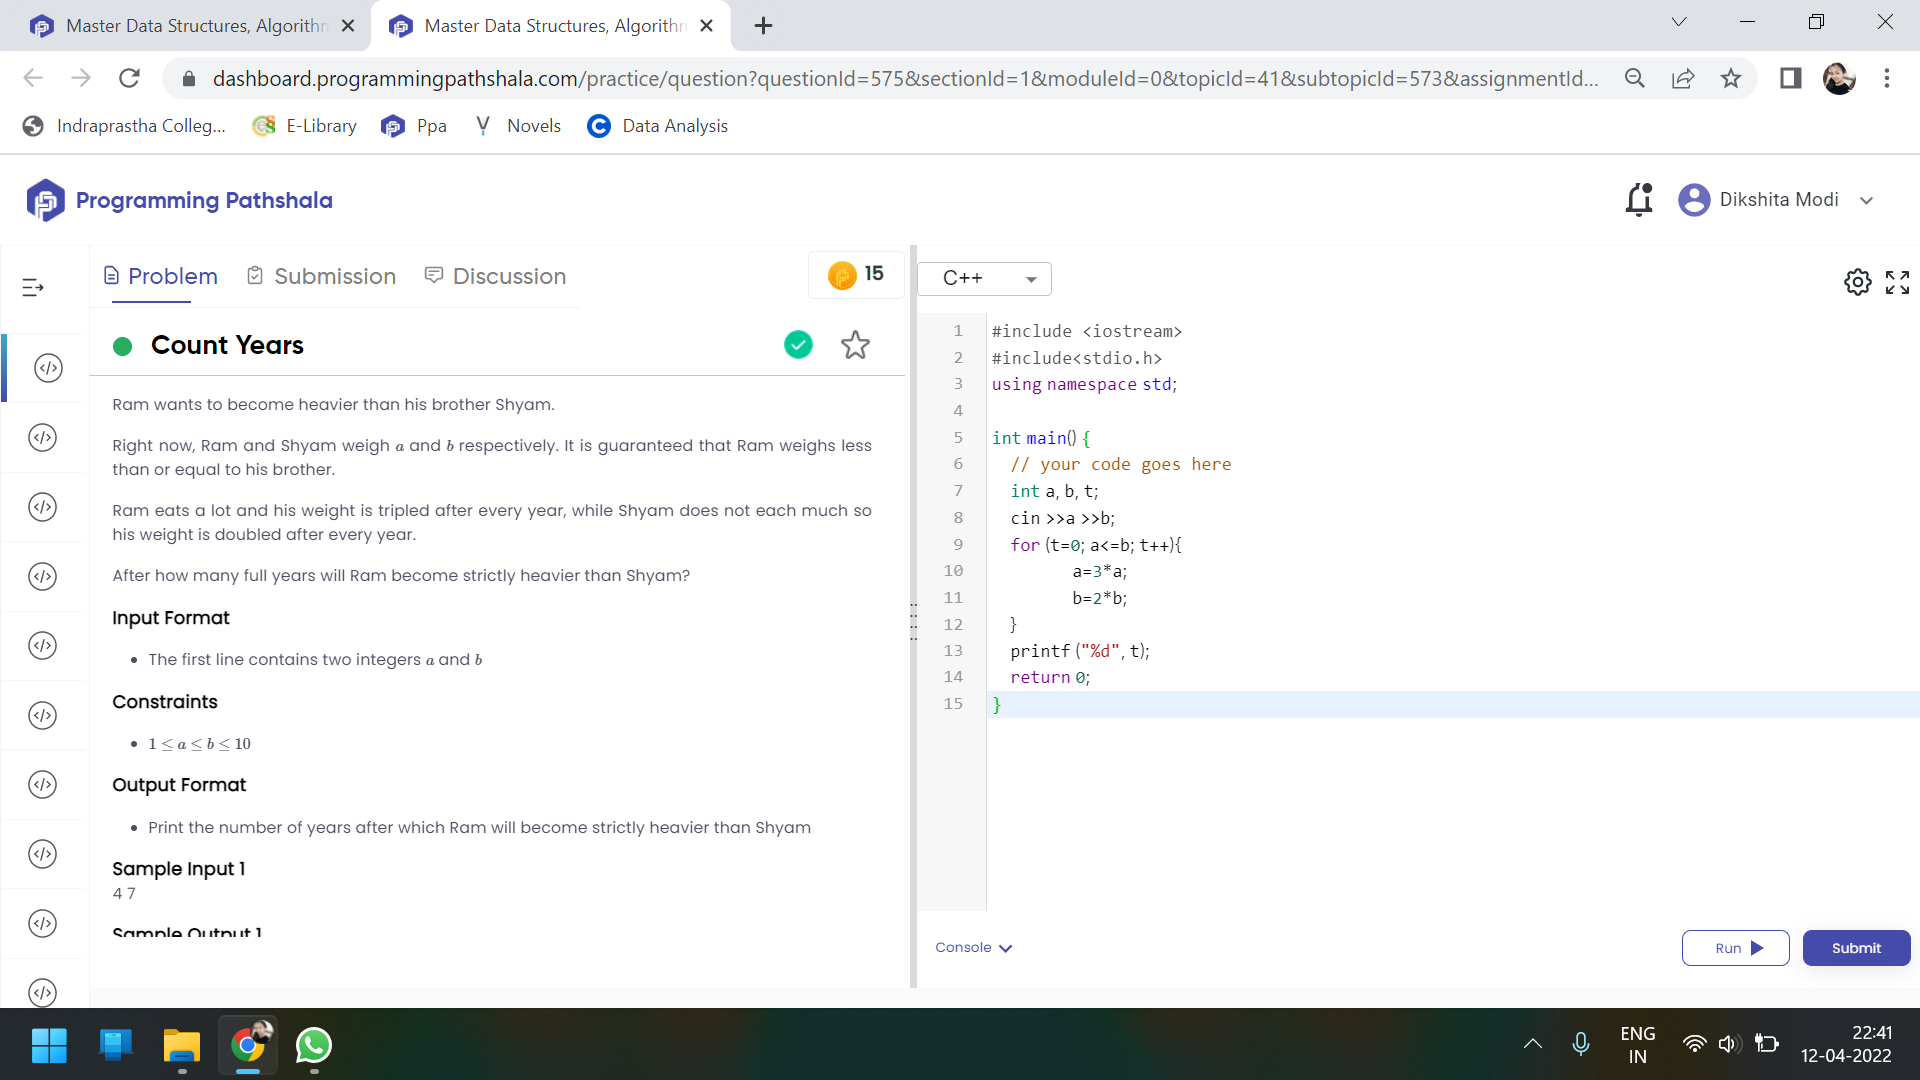 Master Data Structures, Algorithm
Master Data Structures, Algorithm
dashboard.programmingpathshala.com/practice/question?questionId=575&sectionId=1&moduleId=0&topicId=41&subtopicId=573&assignmentId...
Indraprastha Colleg...
E-Library
Ppa
Novels
Data Analysis
Programming Pathshala
Dikshita Modi
Problem
Submission
Discussion
15
C++
Count Years
Ram wants to become heavier than his brother Shyam.
Right now, Ram and Shyam weigh a and b respectively. It is guaranteed that Ram weighs less
than or equal to his brother.
Ram eats a lot and his weight is tripled after every year, while Shyam does not each much so
his weight is doubled after every year.
After how many full years will Ram become strictly heavier than Shyam?
Input Format
• The first line contains two integers a and b
Constraints
• 1 ≤ a ≤ b ≤ 10
Output Format
• Print the number of years after which Ram will become strictly heavier than Shyam
Sample Input 1
4 7
Sample Output 1
1 #include <iostream>
2 #include<stdio.h>
3 using namespace std;
4
5 int main() {
6 // your code goes here
7 int a, b, t;
8 cin >>a >>b;
9 for (t=0; a<=b; t++){
10 a=3*a;
11 b=2*b;
12 }
13 printf ("%d", t);
14 return 0;
15 }
Console
Run
Submit
ENG
IN
22:41
12-04-2022